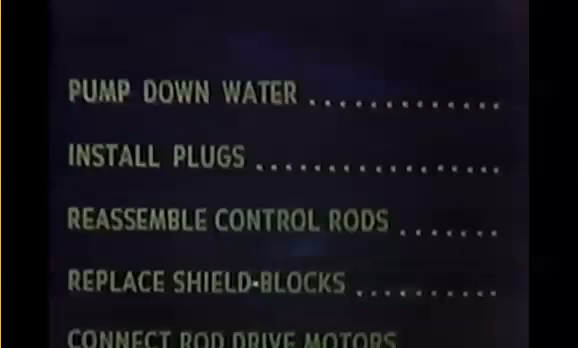 PUMP DOWN WATER ..............
INSTALL PLUGS .................
REASSEMBLE CONTROL RODS .......
REPLACE SHIELD-BLOCKS ..........
CONNECT ROD DRIVE MOTORS